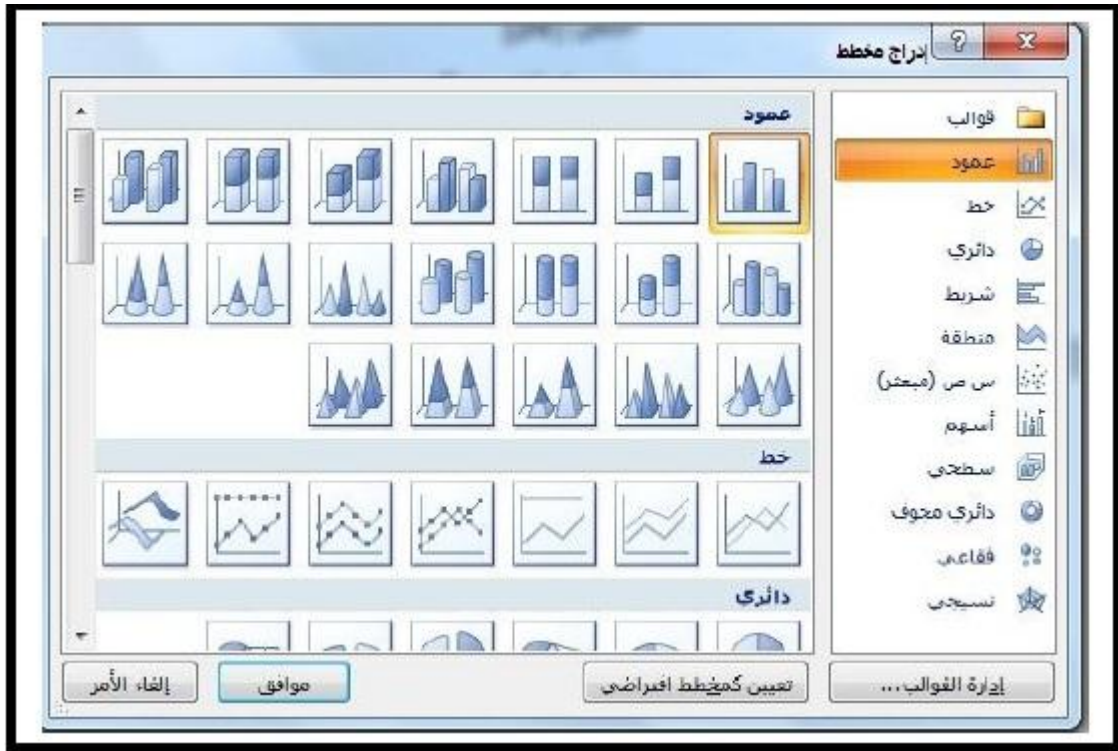 إدراج مخطط
قوالب
عمود
خط
دائري
شريط
منطقة
س ص (مبعثر)
أسهم
سطحي
دائري مجوف
فقاعي
نسيجي
عمود
خط
دائري
إدارة القوالب...
تعيين كمخطط افتراضي
موافق
إلغاء الأمر